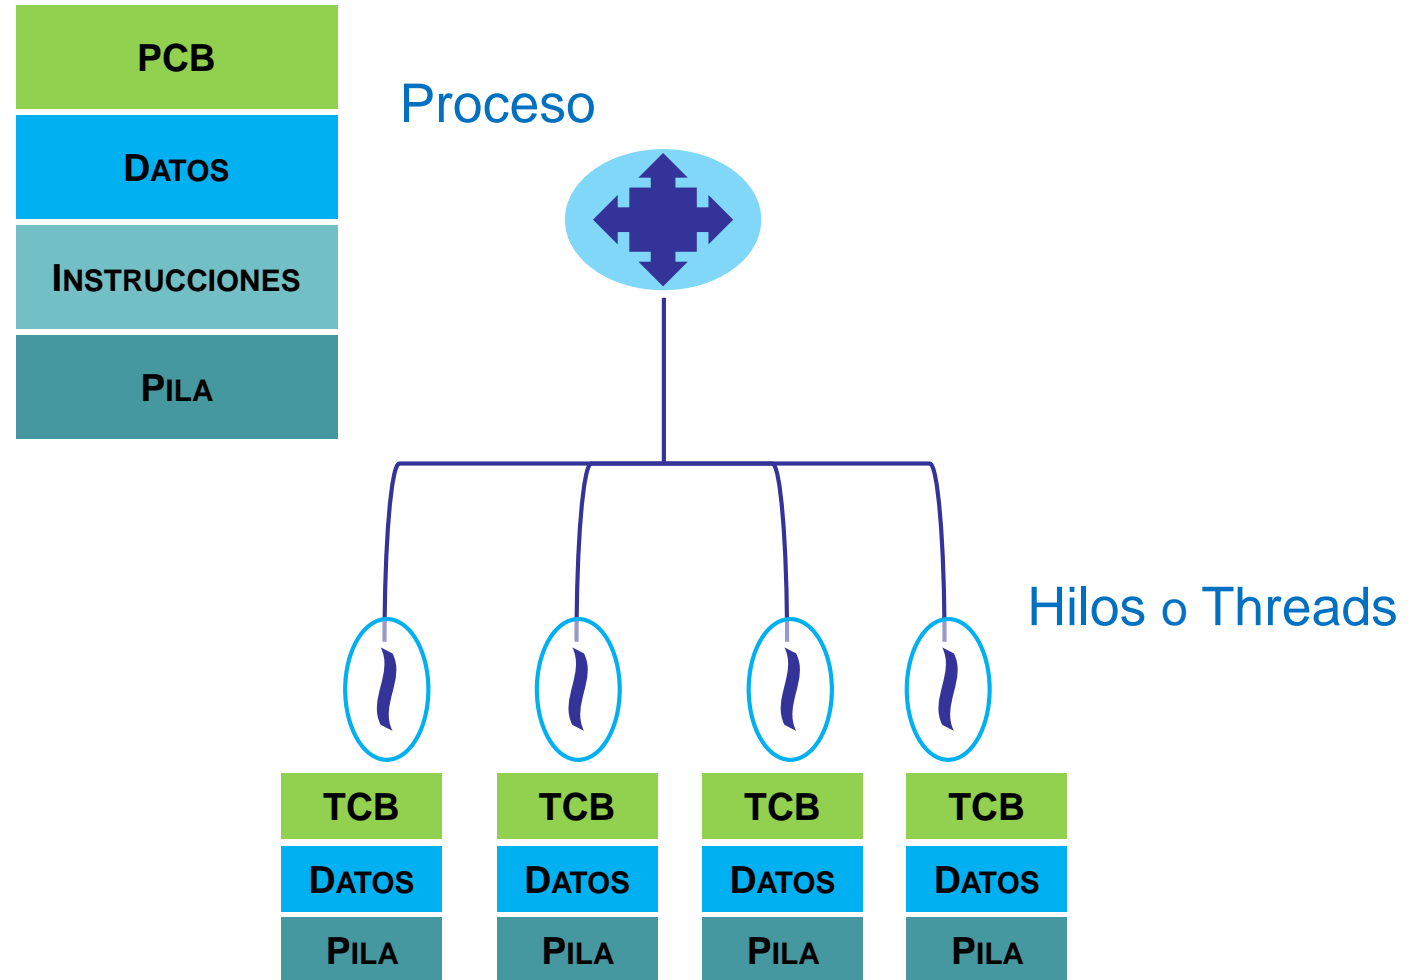 PCB
Proceso
DATOS
INSTRUCCIONES
PILA
Hilos o Threads
TCB TCB TCB TCB
DATOS DATOS DATOS DATOS
PILA PILA PILA PILA